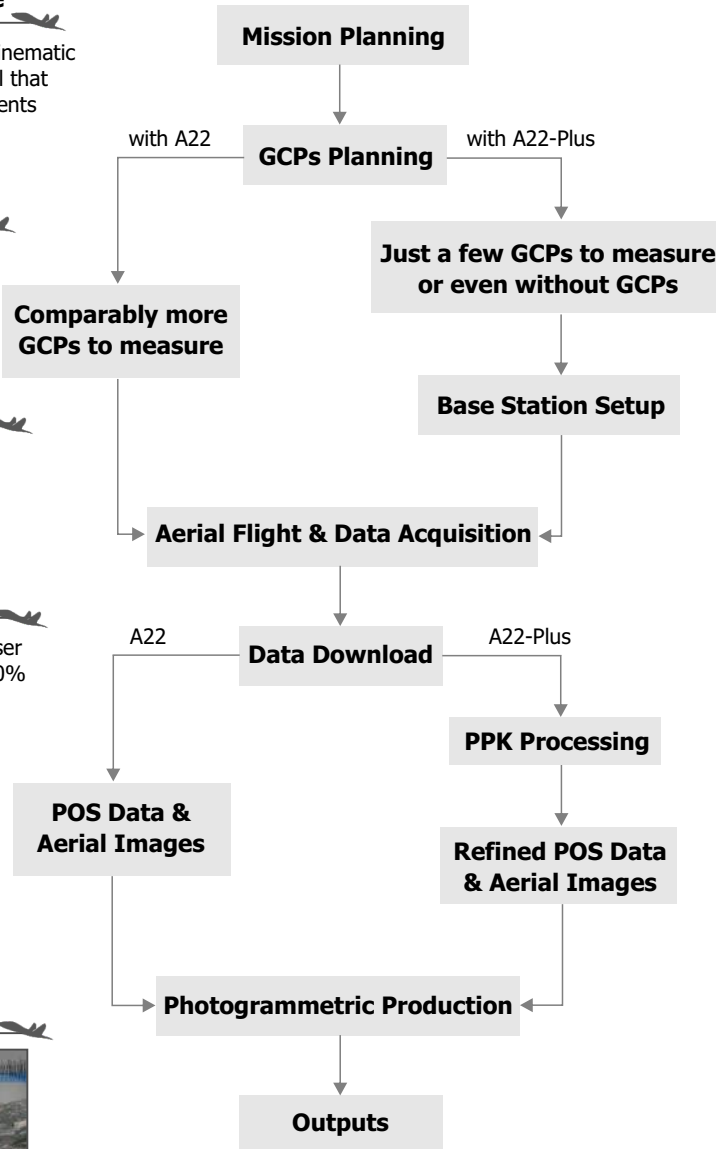 Mission Planning
with A22
GCPs Planning
with A22-Plus
Just a few GCPs to measure
or even without GCPs
Comparably more
GCPs to measure
Base Station Setup
Aerial Flight & Data Acquisition
A22
Data Download
A22-Plus
PPK Processing
POS Data &
Aerial Images
Refined POS Data
& Aerial Images
Photogrammetric Production
Outputs
that